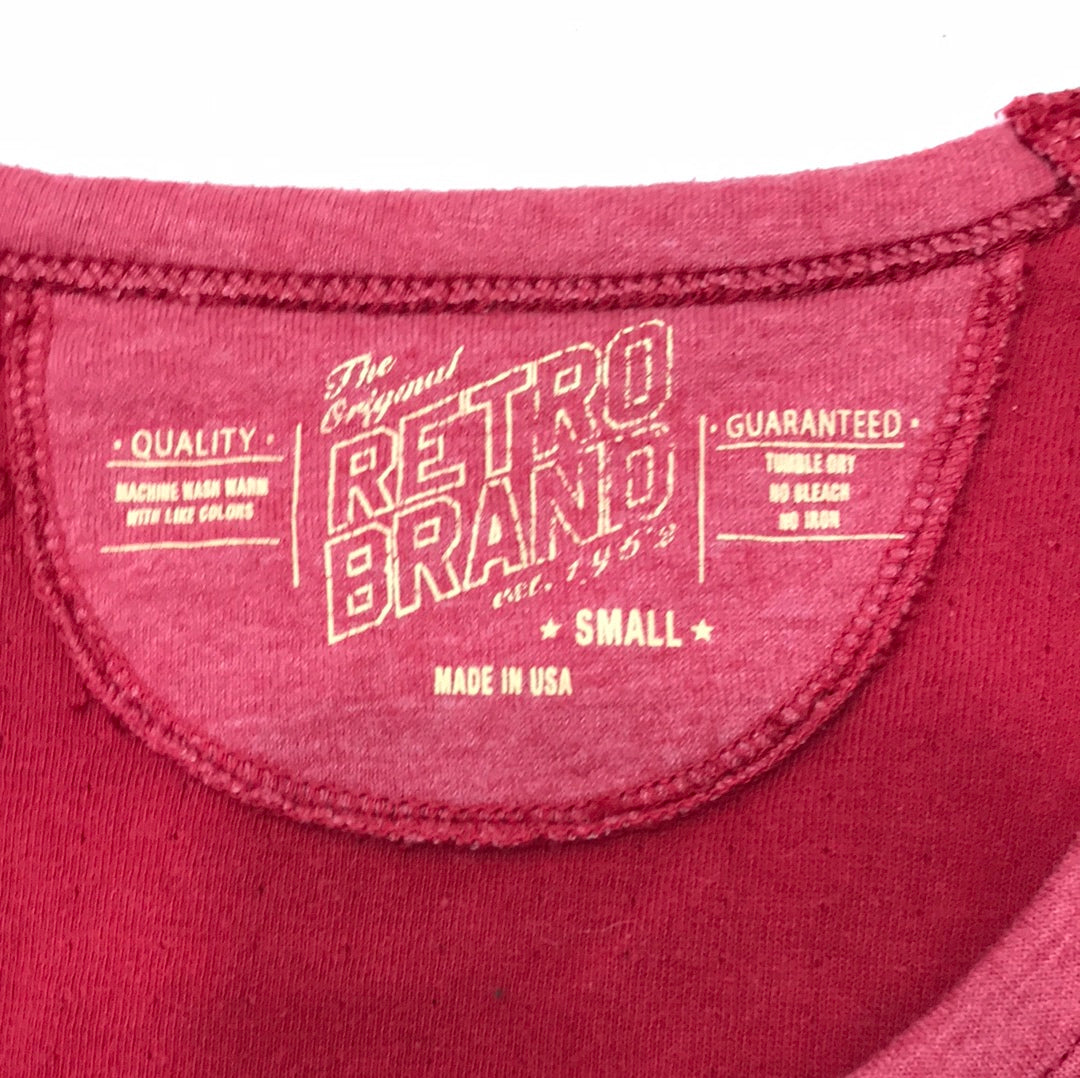 The
Original
RETRO
BRAND
est. 1952
· QUALITY ·
MACHINE WASH WARM
WITH LIKE COLORS
· GUARANTEED ·
TUMBLE DRY
NO BLEACH
NO IRON
★ SMALL ★
MADE IN USA